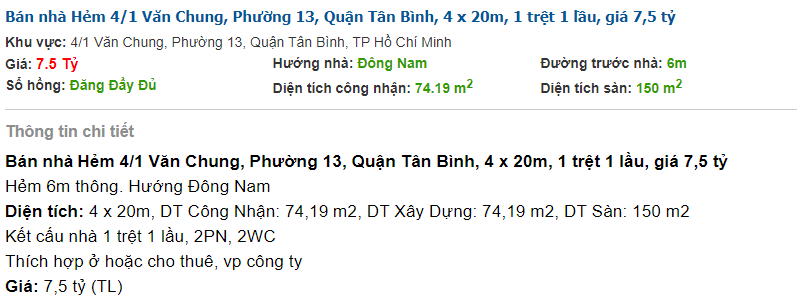 Bán nhà Hẻm 4/1 Văn Chung, Phường 13, Quận Tân Bình, 4 x 20m, 1 trệt 1 lầu, giá 7,5 tỷ
Khu vực: 4/1 Văn Chung, Phường 13, Quận Tân Bình, TP Hồ Chí Minh
Giá: 7.5 Tỷ Hướng nhà: Đông Nam Đường trước nhà: 6m
Sổ hồng: Đăng Đầy Đủ Diện tích công nhận: 74.19 m2 Diện tích sàn: 150 m2
Thông tin chi tiết
Bán nhà Hẻm 4/1 Văn Chung, Phường 13, Quận Tân Bình, 4 x 20m, 1 trệt 1 lầu, giá 7,5 tỷ
Hẻm 6m thông. Hướng Đông Nam
Diện tích: 4 x 20m, DT Công Nhận: 74,19 m2, DT Xây Dựng: 74,19 m2, DT Sàn: 150 m2
Kết cấu nhà 1 trệt 1 lầu, 2PN, 2WC
Thích hợp ở hoặc cho thuê, vp công ty
Giá: 7,5 tỷ (TL)